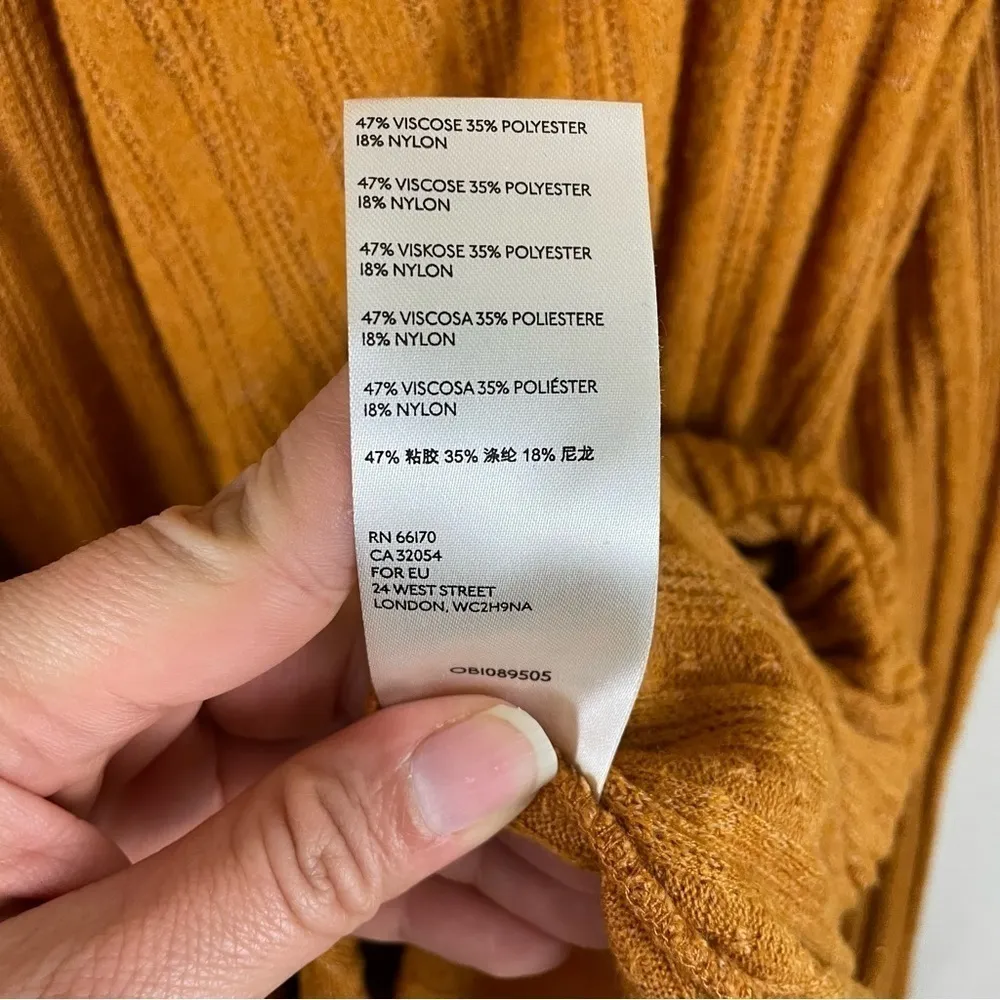 47% VISCOSE 35% POLYESTER
18% NYLON
47% VISCOSE 35% POLYESTER
18% NYLON
47% VISKOSE 35% POLYESTER
18% NYLON
47% VISCOSA 35% POLIESTERE
18% NYLON
47% VISCOSA 35% POLIÉSTER
18% NYLON
47% 粘胶 35% 涤纶 18% 尼龙
RN 66170
CA 32054
FOR EU
24 WEST STREET
LONDON, WC2H9NA
OB1089505